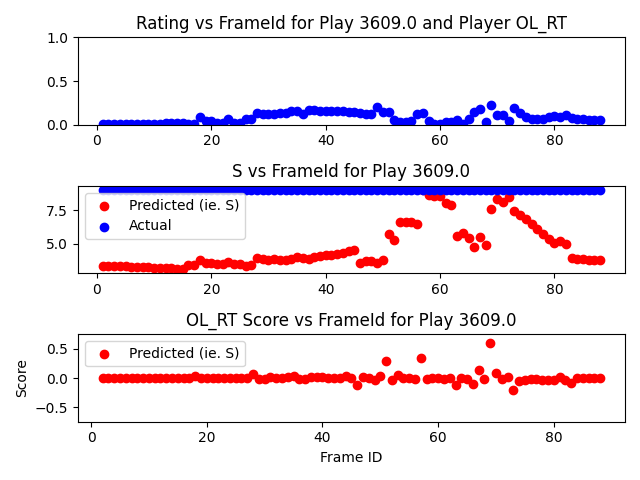 Rating vs FrameId for Play 3609.0 and Player OL_RT
1.0
0.5
0.0
0 20 40 60 80
S vs FrameId for Play 3609.0
7.5
5.0
Predicted (ie. S)
Actual
0 20 40 60 80
OL_RT Score vs FrameId for Play 3609.0
Score
0.5
0.0
−0.5
Predicted (ie. S)
0 20 40 60 80
Frame ID